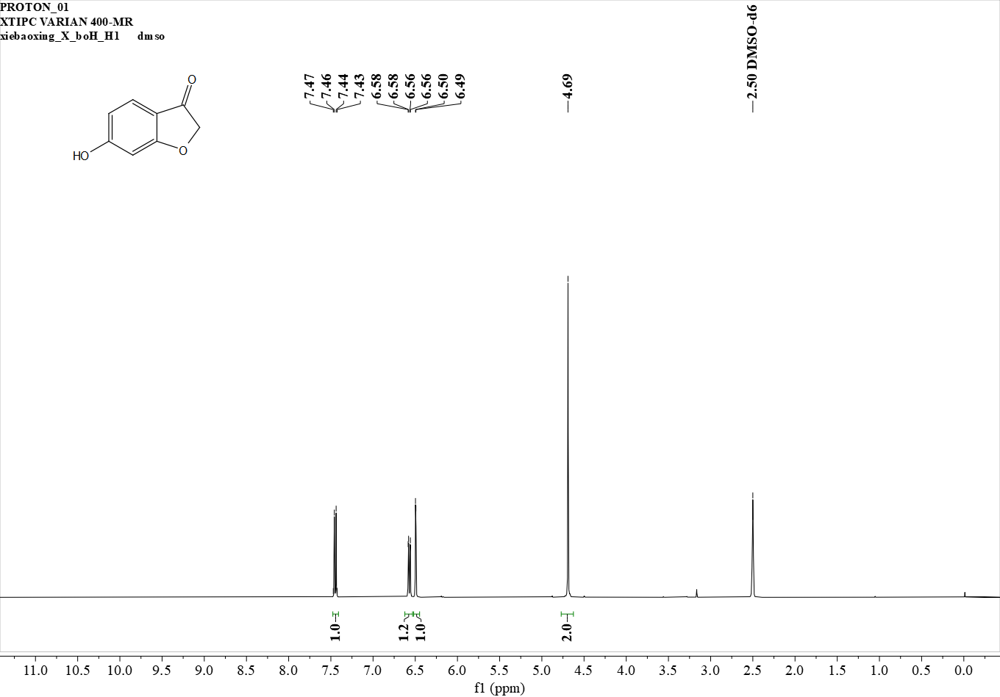 PROTON_01
XTIPC VARIAN 400-MR
xiebaoxing_X_boH_H1 dmso
O
HO
O
7.47
7.46
7.44
7.43
6.58
6.58
6.56
6.56
6.50
6.49
4.69
2.50 DMSO-d6
1.0
1.2
1.0
2.0
11.0 10.5 10.0 9.5 9.0 8.5 8.0 7.5 7.0 6.5 6.0 5.5 5.0 4.5 4.0 3.5 3.0 2.5 2.0 1.5 1.0 0.5 0.0
f1 (ppm)